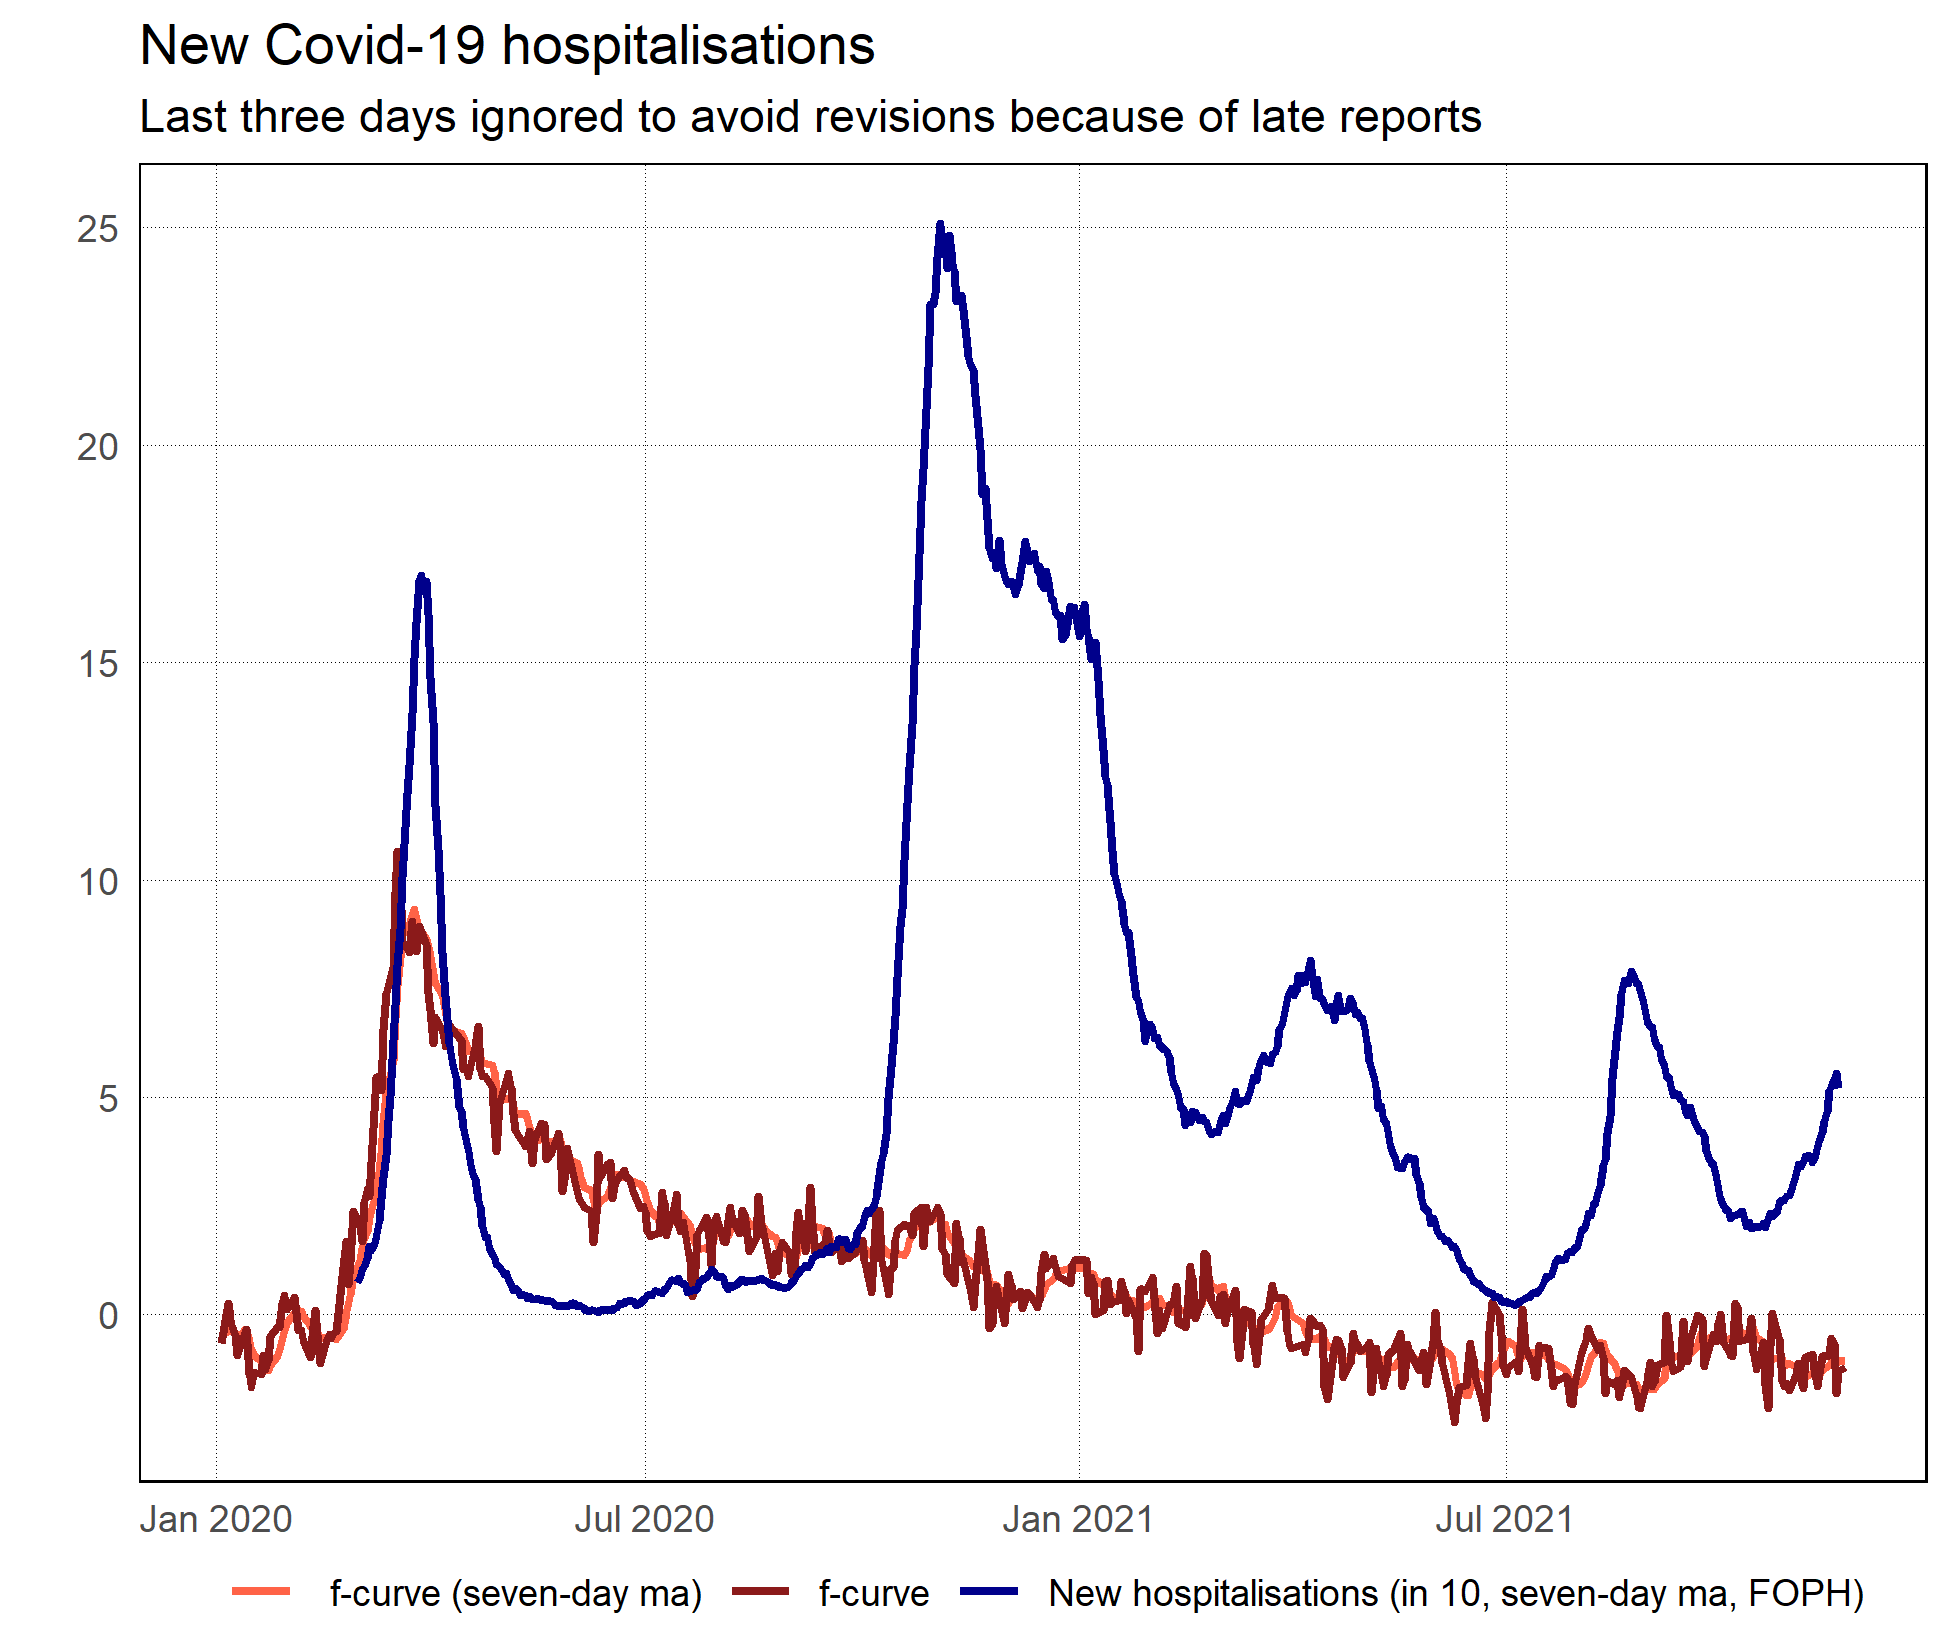 New Covid-19 hospitalisations
Last three days ignored to avoid revisions because of late reports
25
20
15
10
5
0
Jan 2020 Jul 2020 Jan 2021 Jul 2021
f-curve (seven-day ma) f-curve New hospitalisations (in 10, seven-day ma, FOPH)